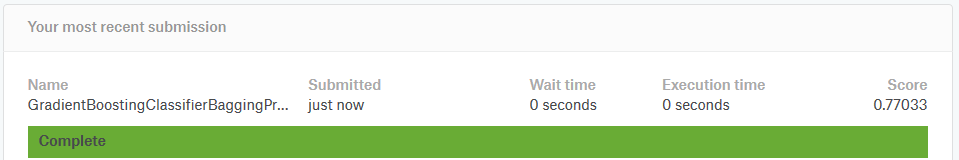 Your most recent submission
Name Submitted Wait time Execution time Score
GradientBoostingClassifierBaggingPr... just now 0 seconds 0 seconds 0.77033
Complete